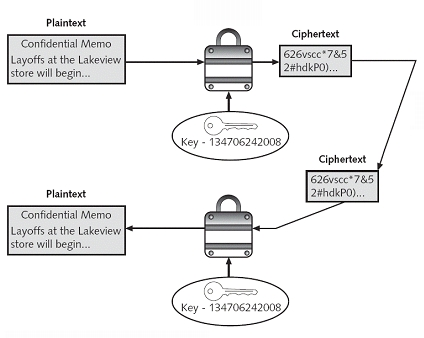 Plaintext
Confidential Memo
Layoffs at the Lakeview
store will begin...
Ciphertext
626vscc*7&5
2#hdkP0)...
Key - 134706242008
Ciphertext
626vscc*7&5
2#hdkP0)...
Plaintext
Confidential Memo
Layoffs at the Lakeview
store will begin...
Key - 134706242008